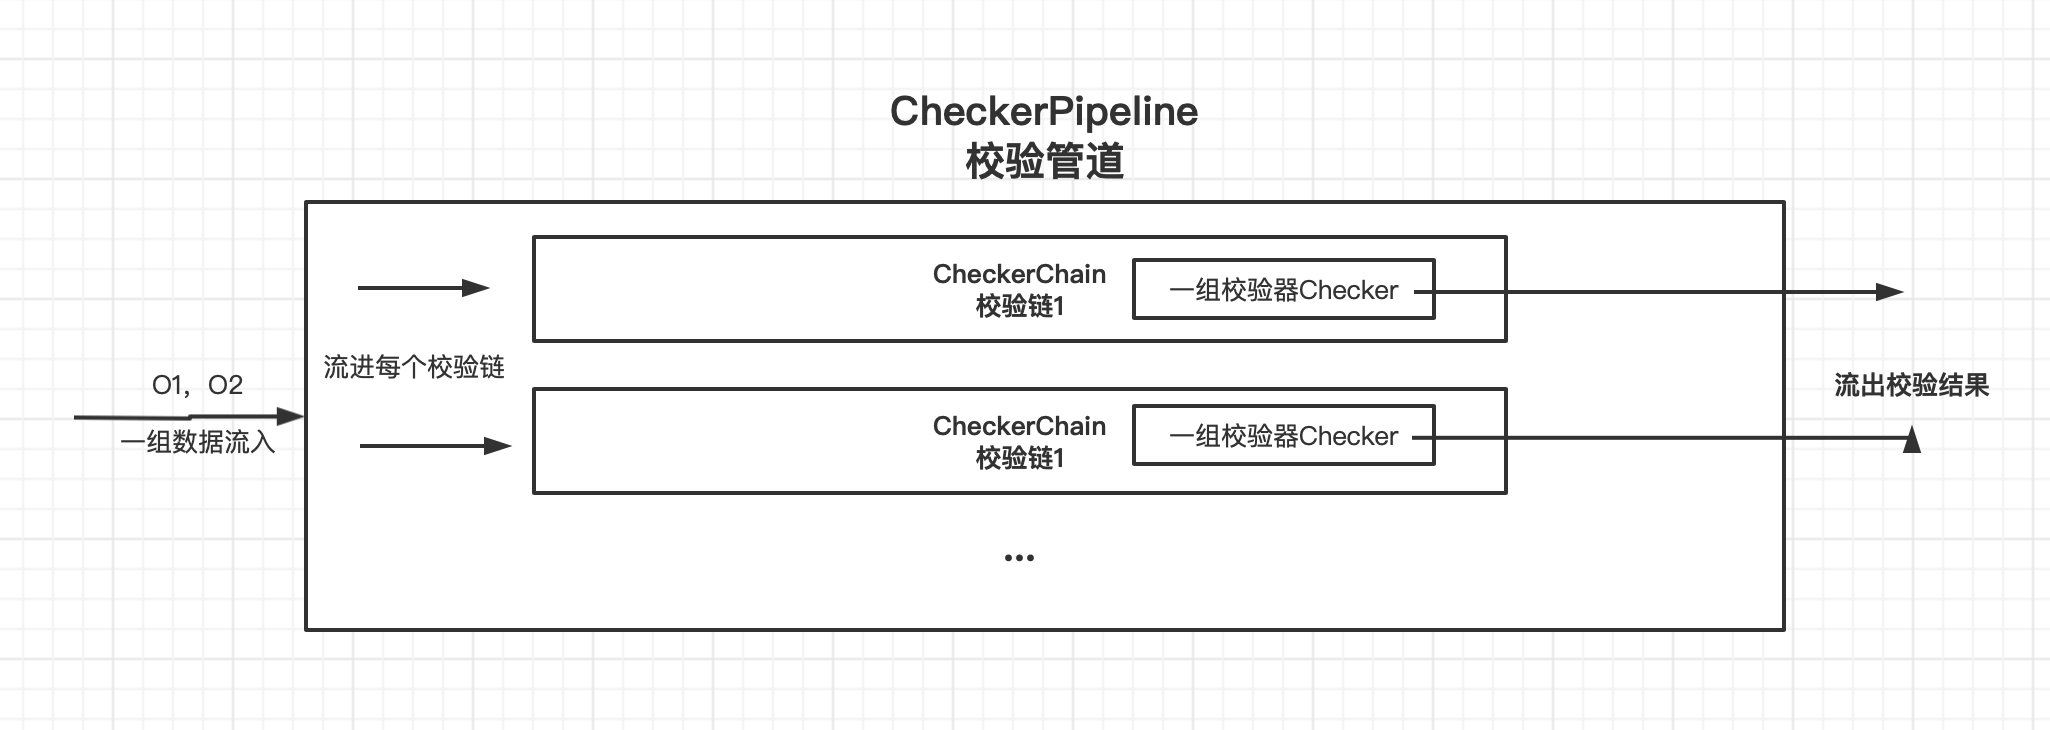 CheckerPipeline
校验管道
CheckerChain
校验链1
一组校验器Checker
流进每个校验链
O1，O2
一组数据流入
CheckerChain
校验链1
一组校验器Checker
流出校验结果
...